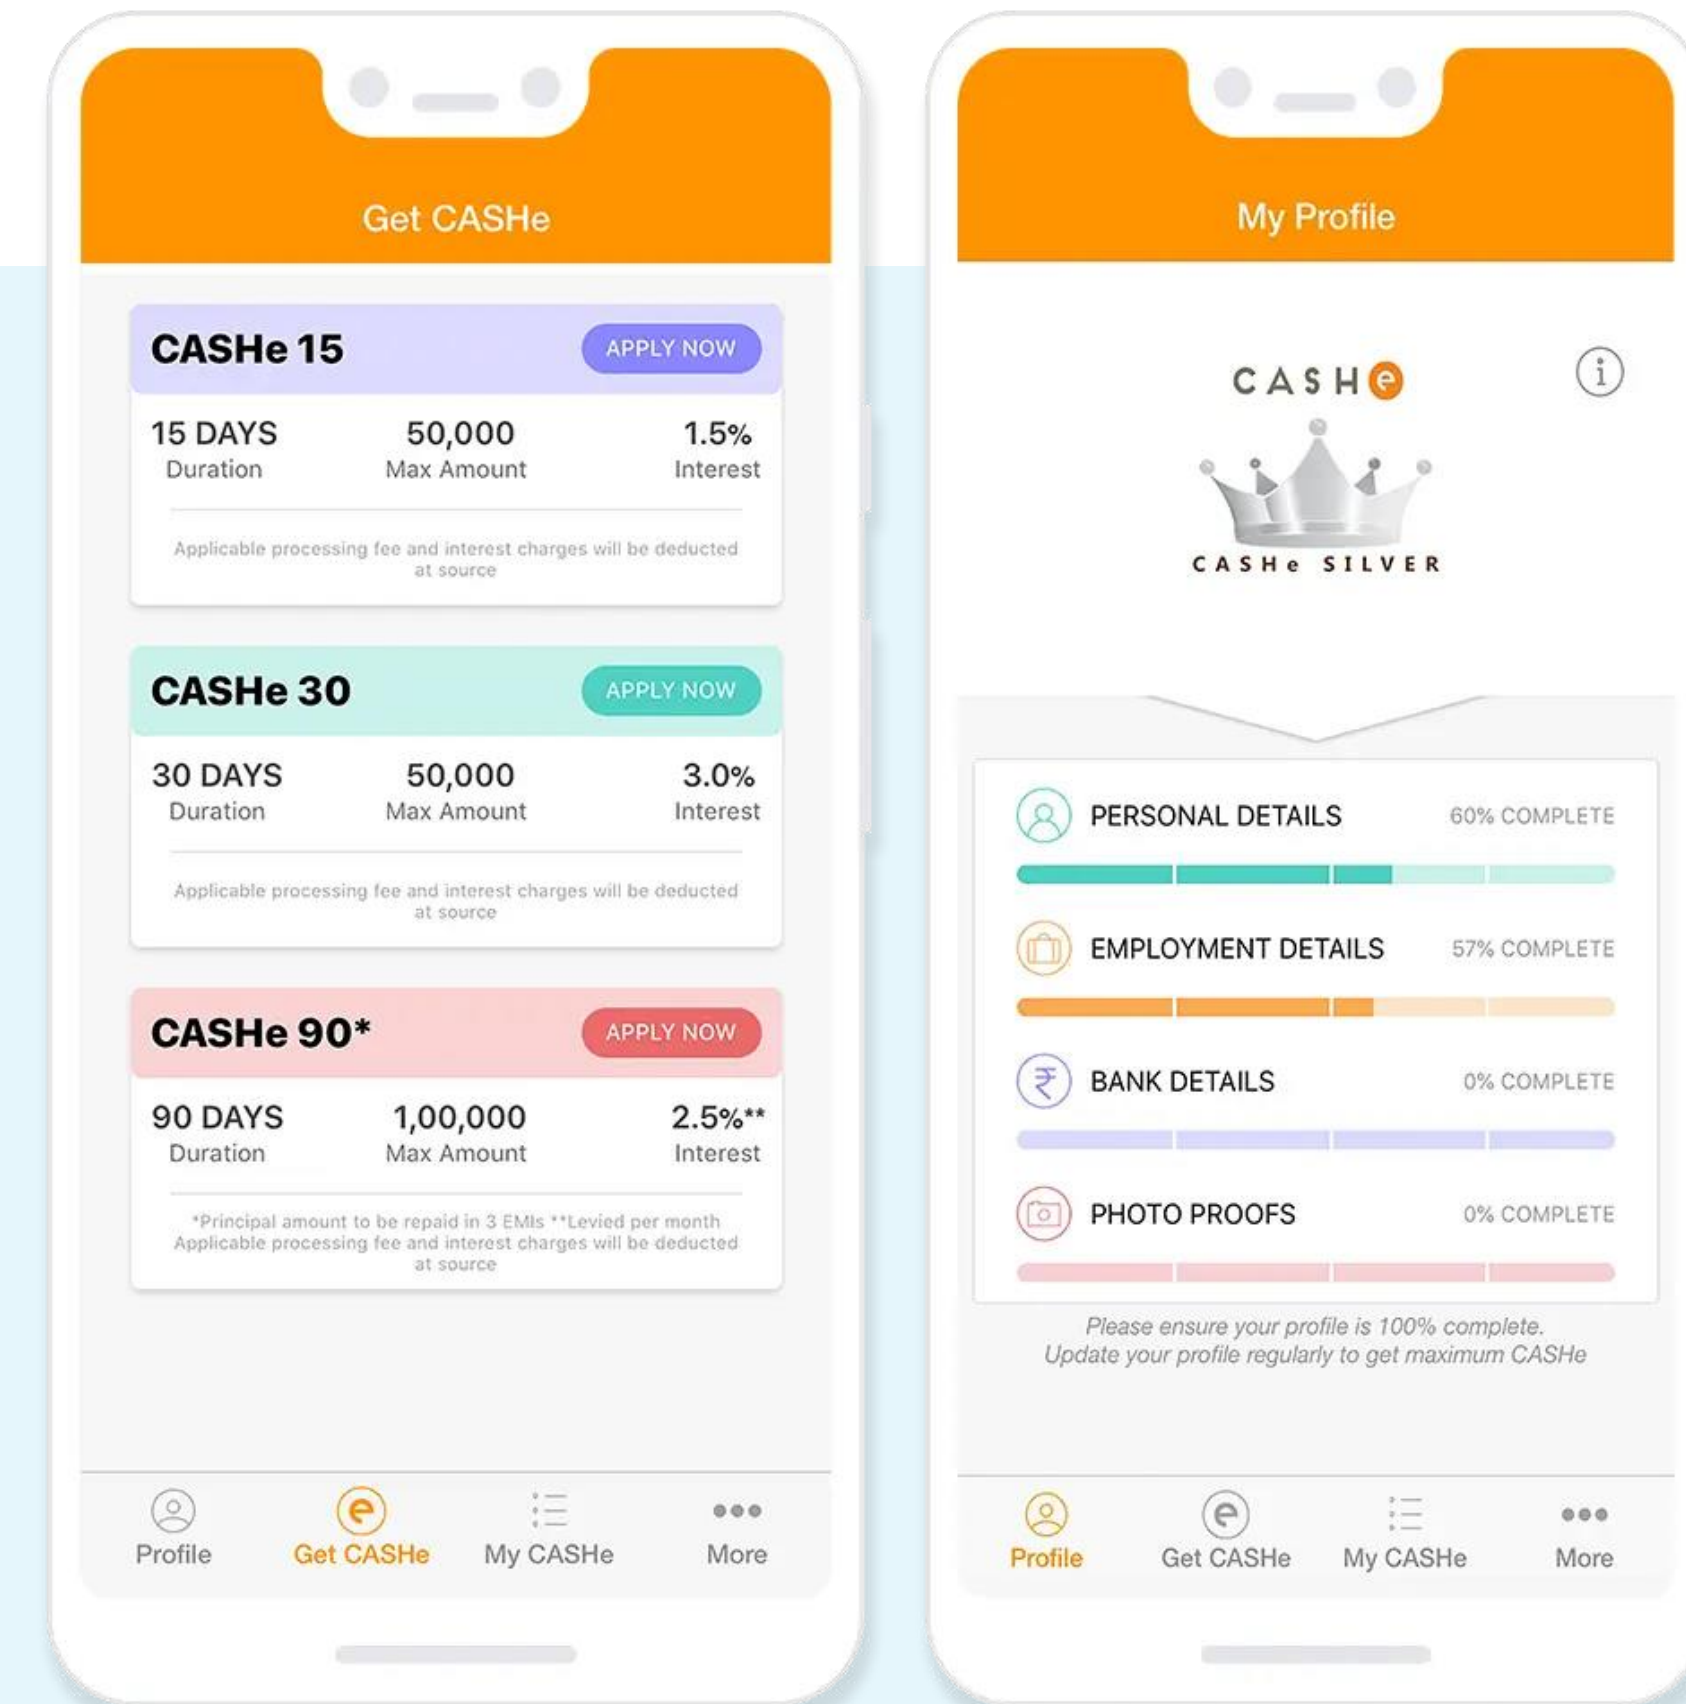 Get CASHe
CASHe 15
APPLY NOW
15 DAYS
Duration
50,000
Max Amount
1.5%
Interest
Applicable processing fee and interest charges will be deducted
at source
CASHe 30
APPLY NOW
30 DAYS
Duration
50,000
Max Amount
3.0%
Interest
Applicable processing fee and interest charges will be deducted
at source
CASHe 90*
APPLY NOW
90 DAYS
Duration
1,00,000
Max Amount
2.5%**
Interest
*Principal amount to be repaid in 3 EMIs **Levied per month
Applicable processing fee and interest charges will be deducted
at source
Profile
Get CASHe
My CASHe
More
My Profile
CASHe
CASHe SILVER
PERSONAL DETAILS
60% COMPLETE
EMPLOYMENT DETAILS
57% COMPLETE
BANK DETAILS
0% COMPLETE
PHOTO PROOFS
0% COMPLETE
Please ensure your profile is 100% complete.
Update your profile regularly to get maximum CASHe
Profile
Get CASHe
My CASHe
More